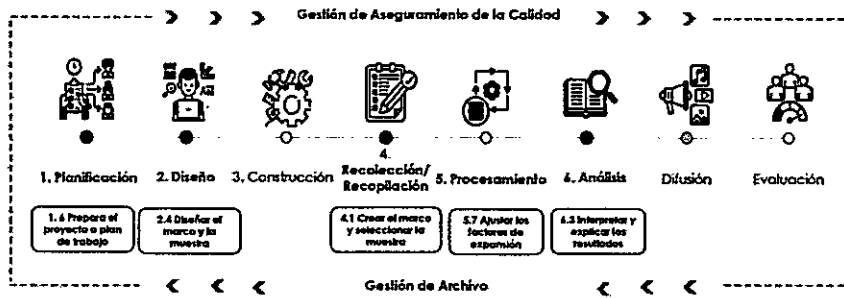 Gestión de Aseguramiento de la Calidad
1. Planificación
2. Diseño
3. Construcción
4.
Recolección/
Recopilación
5. Procesamiento
6. Análisis
Difusión
Evaluación
1.6 Prepara el
proyecto o plan
de trabajo
2.4 Diseñar el
marco y la
muestra
4.1 Crear el marco
y seleccionar la
muestra
5.7 Ajustar los
factores de
expansión
6.3 Interpretar y
explicar los
resultados
Gestión de Archivo